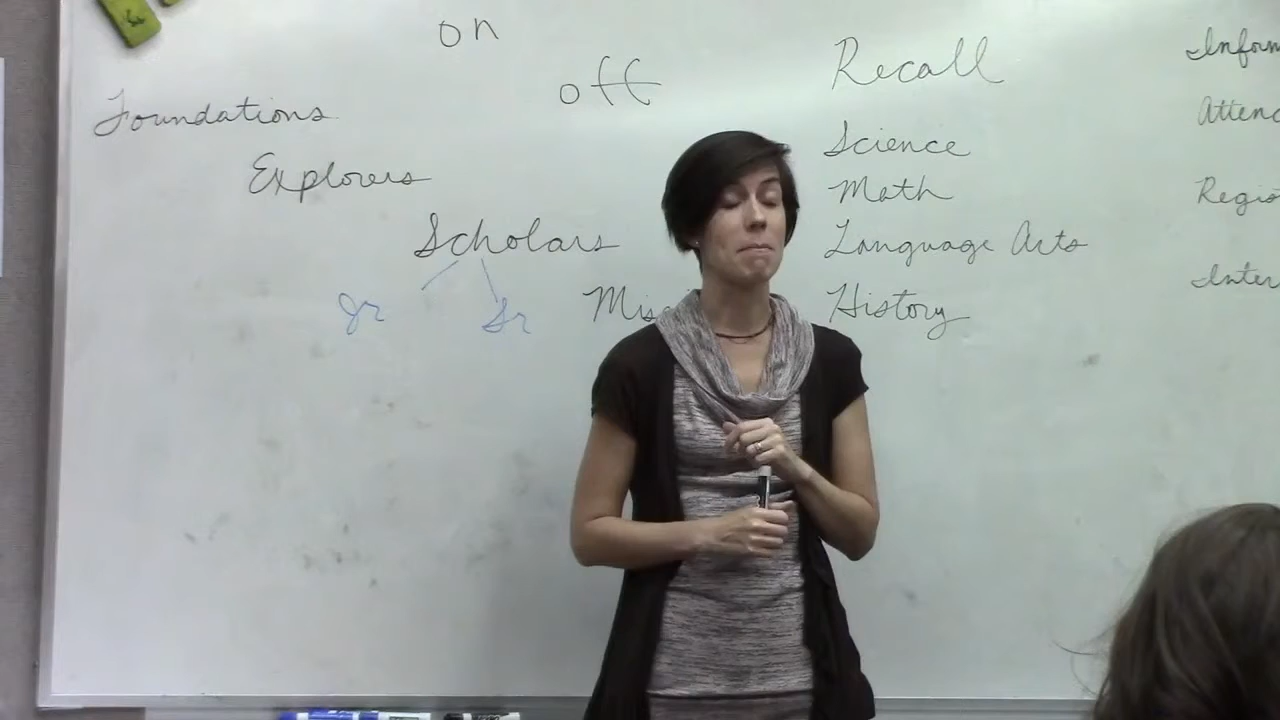 on
off
Foundations
Explorers
Scholars
Jr Sr
Recall
Science
Math
Language Arts
History